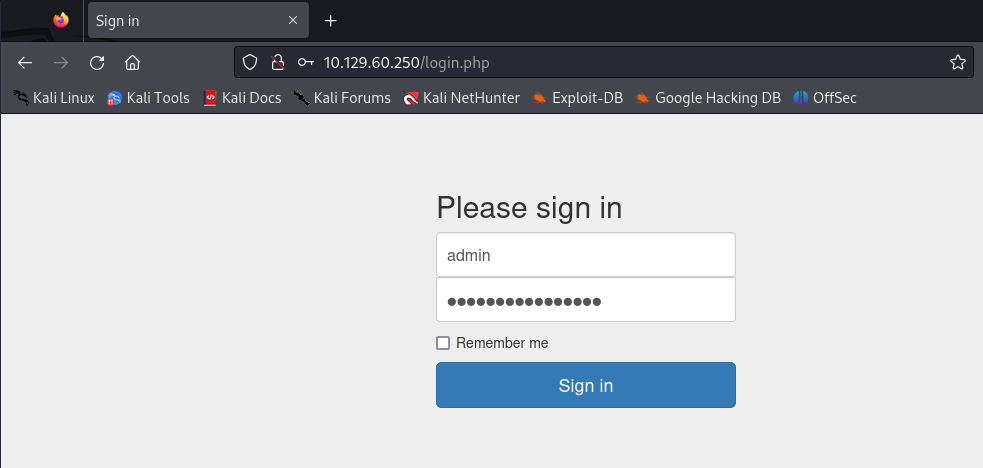 Sign in
10.129.60.250/login.php
Kali Linux Kali Tools Kali Docs Kali Forums Kali NetHunter Exploit-DB Google Hacking DB OffSec
Please sign in
admin
••••••••••••••••
Remember me
Sign in